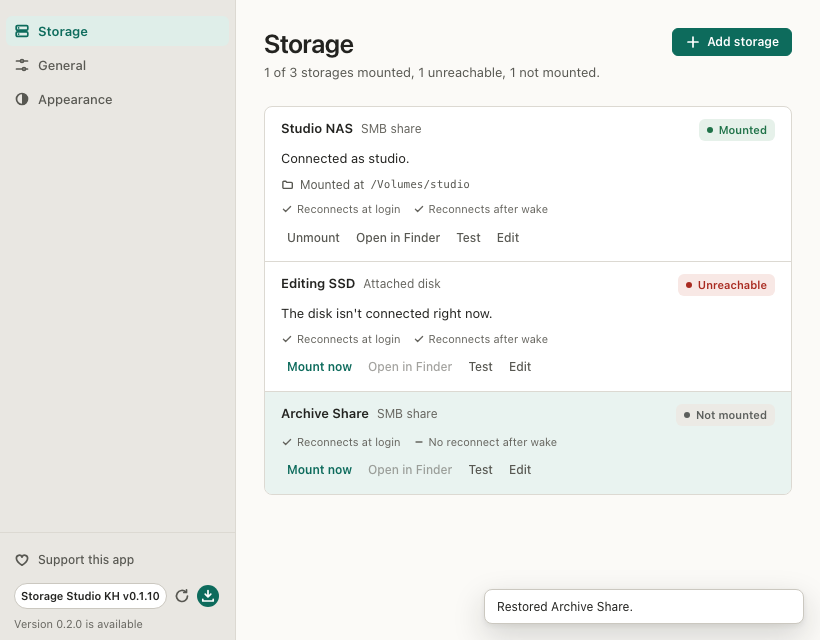 Storage
General
Appearance
Support this app
Storage Studio KH v0.1.10
Version 0.2.0 is available
Storage
Add storage
1 of 3 storages mounted, 1 unreachable, 1 not mounted.
Studio NAS SMB share
Mounted
Connected as studio.
Mounted at /Volumes/studio
Reconnects at login Reconnects after wake
Unmount Open in Finder Test Edit
Editing SSD Attached disk
Unreachable
The disk isn't connected right now.
Reconnects at login Reconnects after wake
Mount now Open in Finder Test Edit
Archive Share SMB share
Not mounted
Reconnects at login No reconnect after wake
Mount now Open in Finder Test Edit
Restored Archive Share.